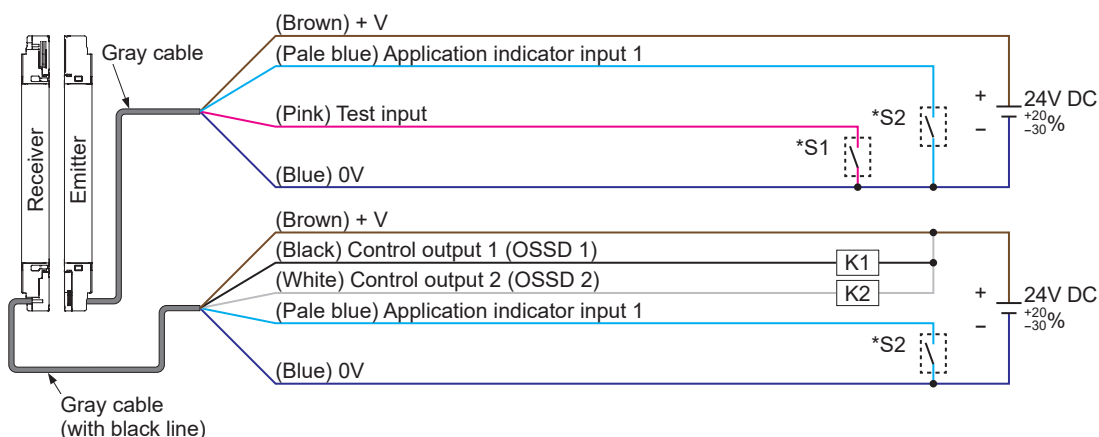 (Brown) + V
Gray cable
(Pale blue) Application indicator input 1
(Pink) Test input
*S1
*S2
+
−
24V DC
+20
−30 %
(Blue) 0V
Receiver
Emitter
(Brown) + V
(Black) Control output 1 (OSSD 1)
K1
(White) Control output 2 (OSSD 2)
K2
(Pale blue) Application indicator input 1
*S2
+
−
24V DC
+20
−30 %
(Blue) 0V
Gray cable
(with black line)